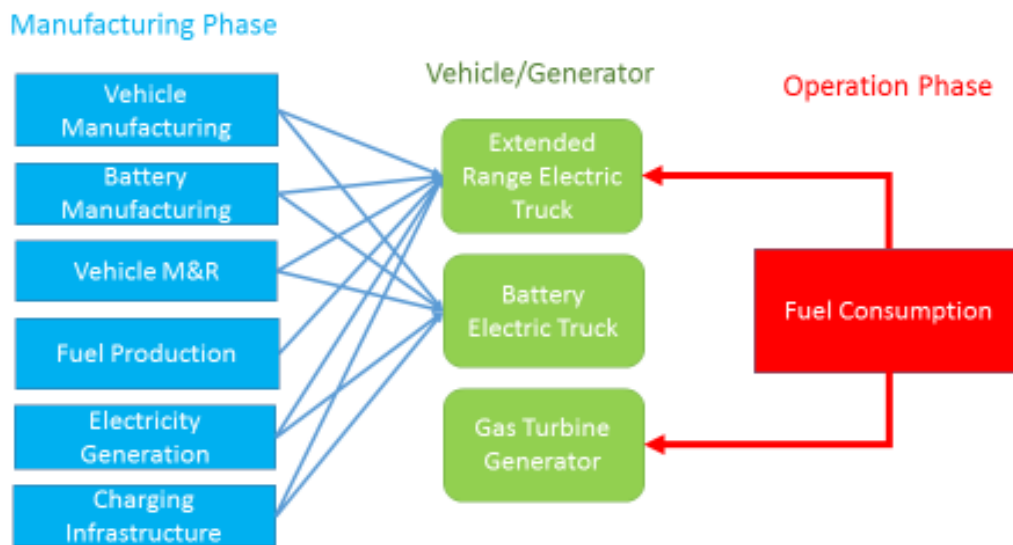 Manufacturing Phase
Vehicle
Manufacturing
Battery
Manufacturing
Vehicle M&R
Fuel Production
Electricity
Generation
Charging
Infrastructure
Vehicle/Generator
Extended
Range Electric
Truck
Battery
Electric Truck
Gas Turbine
Generator
Operation Phase
Fuel Consumption